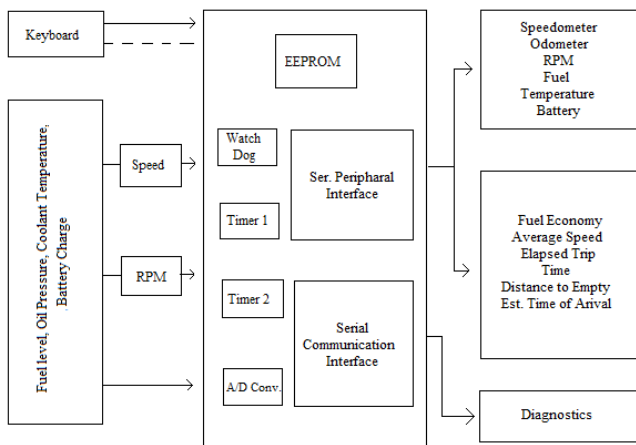 Keyboard
Fuel level, Oil Pressure, Coolant Temperature,
Battery Charge
Speed
RPM
EEPROM
Watch
Dog
Timer 1
Timer 2
A/D Conv.
Ser. Peripharal
Interface
Serial
Communication
Interface
Speedometer
Odometer
RPM
Fuel
Temperature
Battery
Fuel Economy
Average Speed
Elapsed Trip
Time
Distance to Empty
Est. Time of Arival
Diagnostics